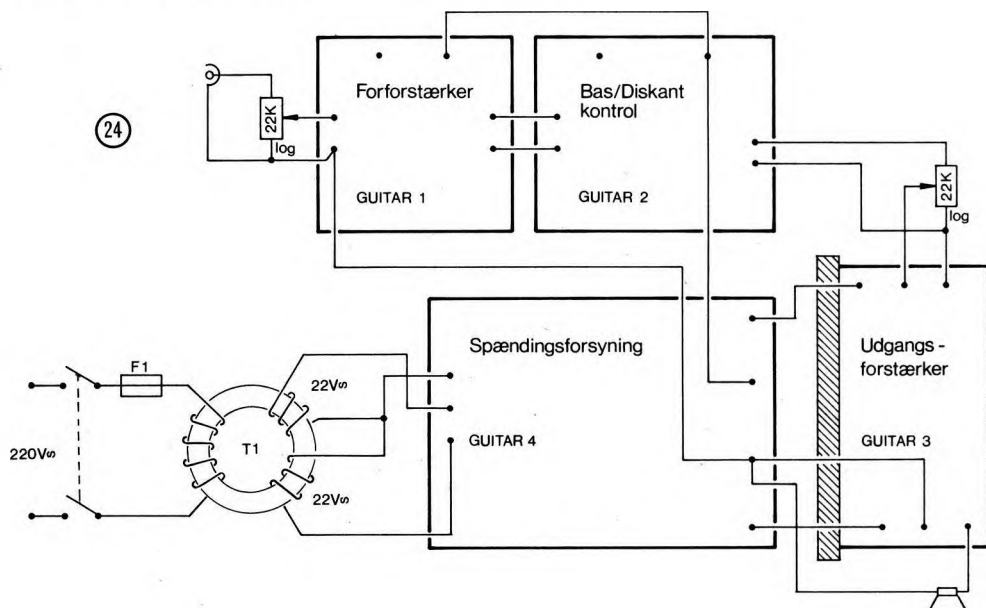 24
22K
log
Forforstærker
GUITAR 1
Bas/Diskant
kontrol
GUITAR 2
22K
log
220V∿
F1
T1
22V∿
22V∿
Spændingsforsyning
GUITAR 4
Udgangs-
forstærker
GUITAR 3